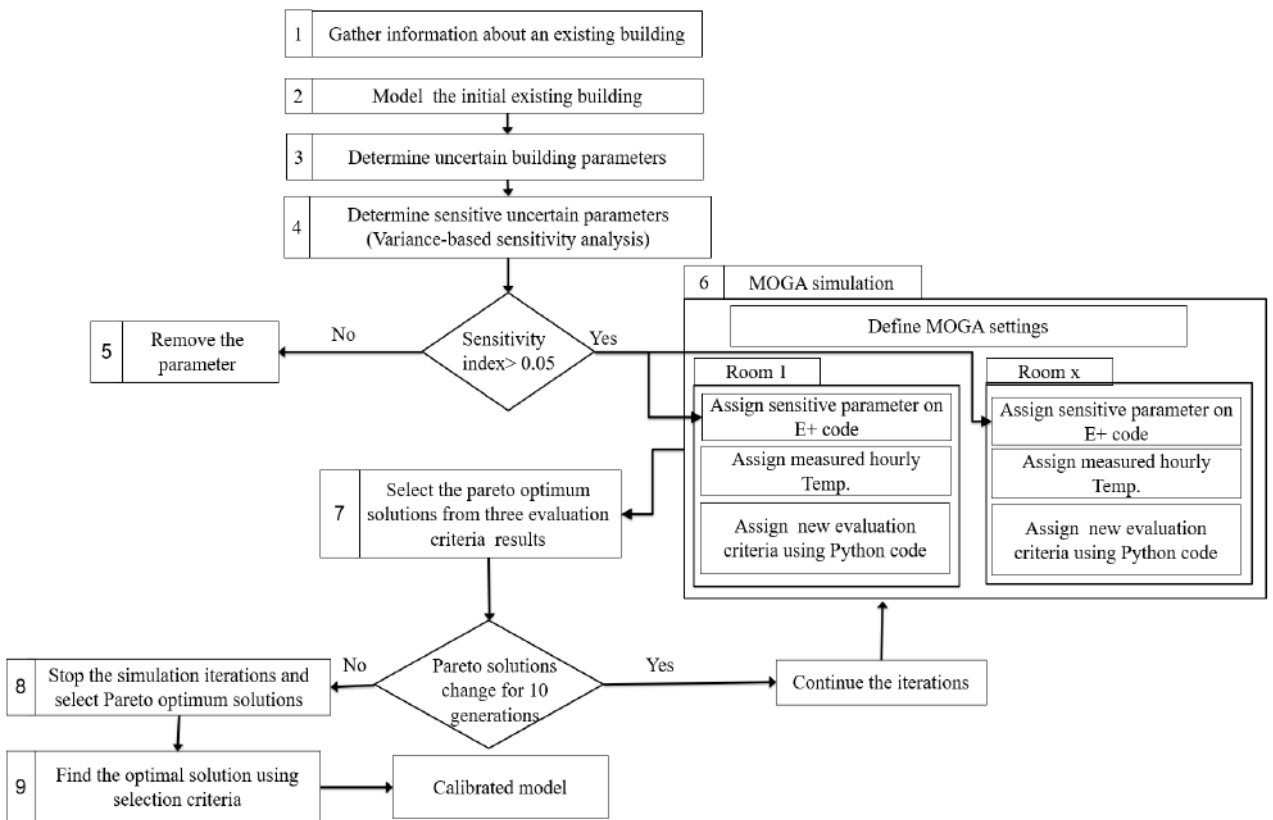 1
Gather information about an existing building
2
Model the initial existing building
3
Determine uncertain building parameters
4
Determine sensitive uncertain parameters
(Variance-based sensitivity analysis)
5
Remove the
parameter
No
Sensitivity
index> 0.05
Yes
6
MOGA simulation
Define MOGA settings
Room 1
Assign sensitive parameter on
E+ code
Assign measured hourly
Temp.
Assign new evaluation
criteria using Python code
Room x
Assign sensitive parameter on
E+ code
Assign measured hourly
Temp.
Assign new evaluation
criteria using Python code
7
Select the pareto optimum
solutions from three evaluation
criteria results
8
Stop the simulation iterations and
select Pareto optimum solutions
No
Pareto solutions
change for 10
generations
Yes
Continue the iterations
9
Find the optimal solution using
selection criteria
Calibrated model